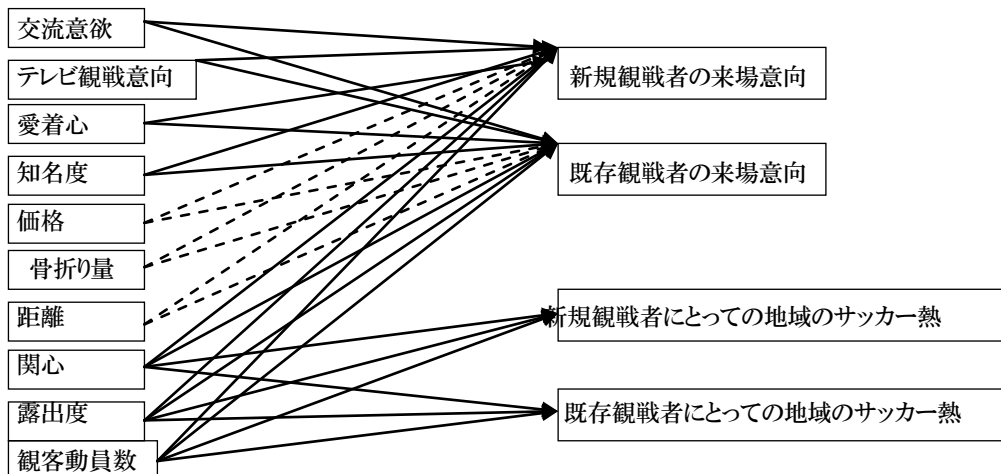 交流意欲
テレビ観戦意向
愛着心
知名度
価格
骨折り量
距離
関心
露出度
観客動員数
新規観戦者の来場意向
既存観戦者の来場意向
新規観戦者にとっての地域のサッカー熱
既存観戦者にとっての地域のサッカー熱